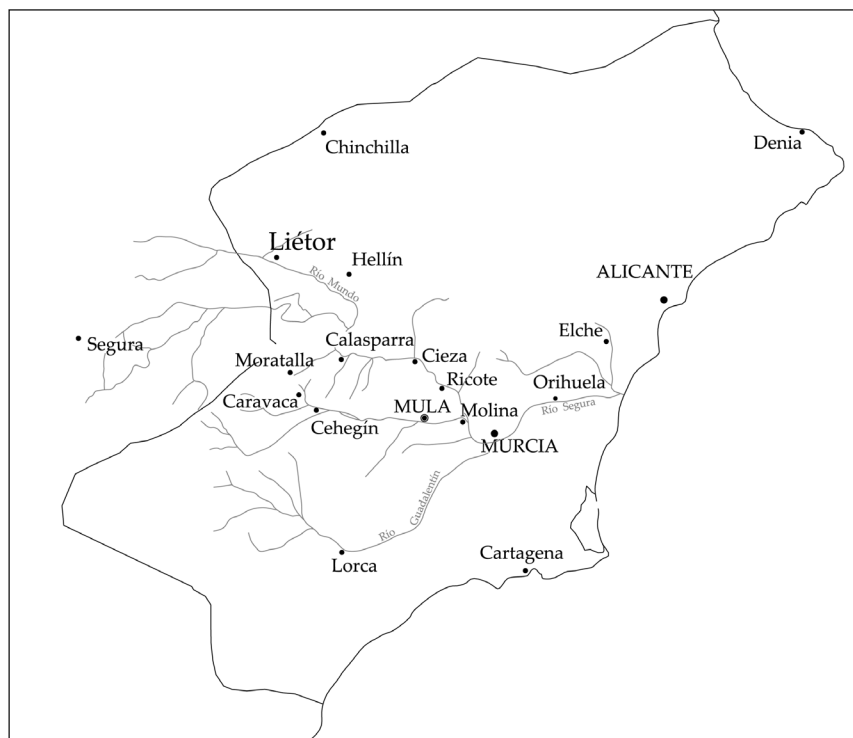 Chinchilla
Denia
Liétor
Hellín
Río Mundo
ALICANTE
Segura
Calasparra
Cieza
Elche
Moratalla
Ricote
Orihuela
Caravaca
MULA
Molina
Río Segura
Cehegín
MURCIA
Río Guadalentín
Lorca
Cartagena